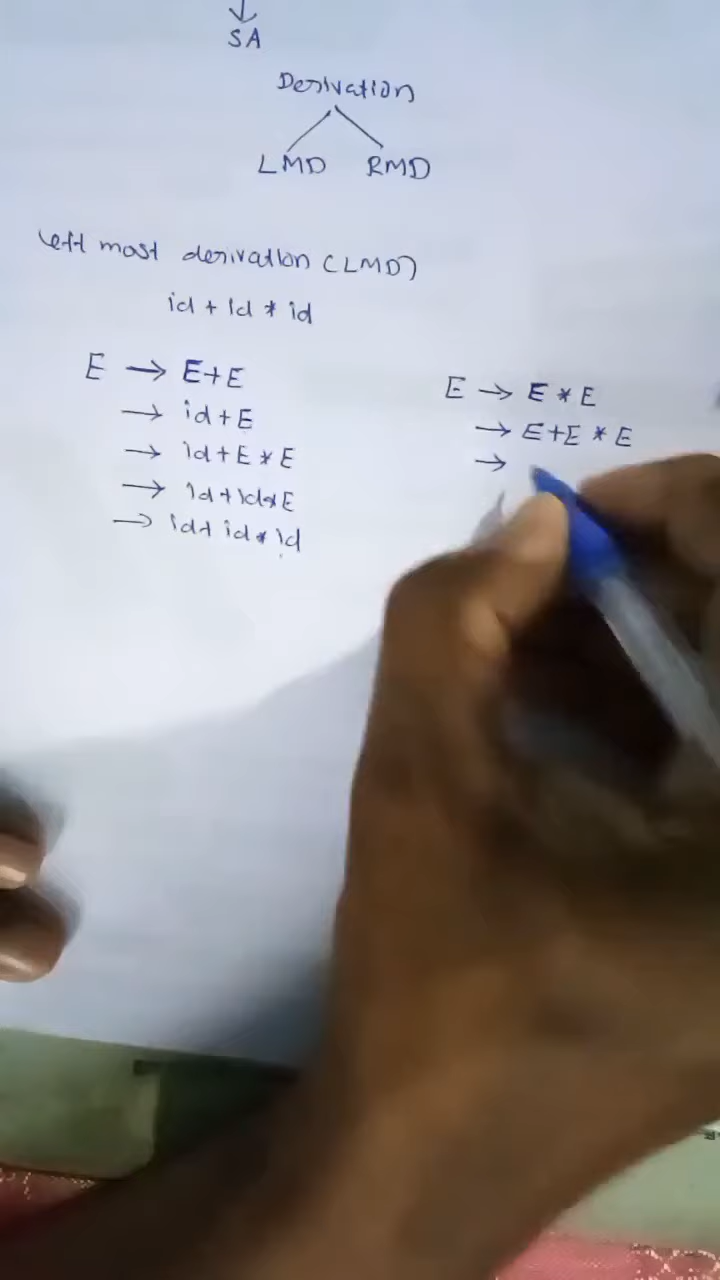 ↓
SA
Derivation
LMD RMD
Left most derivation (LMD)
id + id * id
E → E+E
→ id+E
→ id+E*E
→ id+id*E
→ id+id*id
E → E*E
→ E+E*E
→